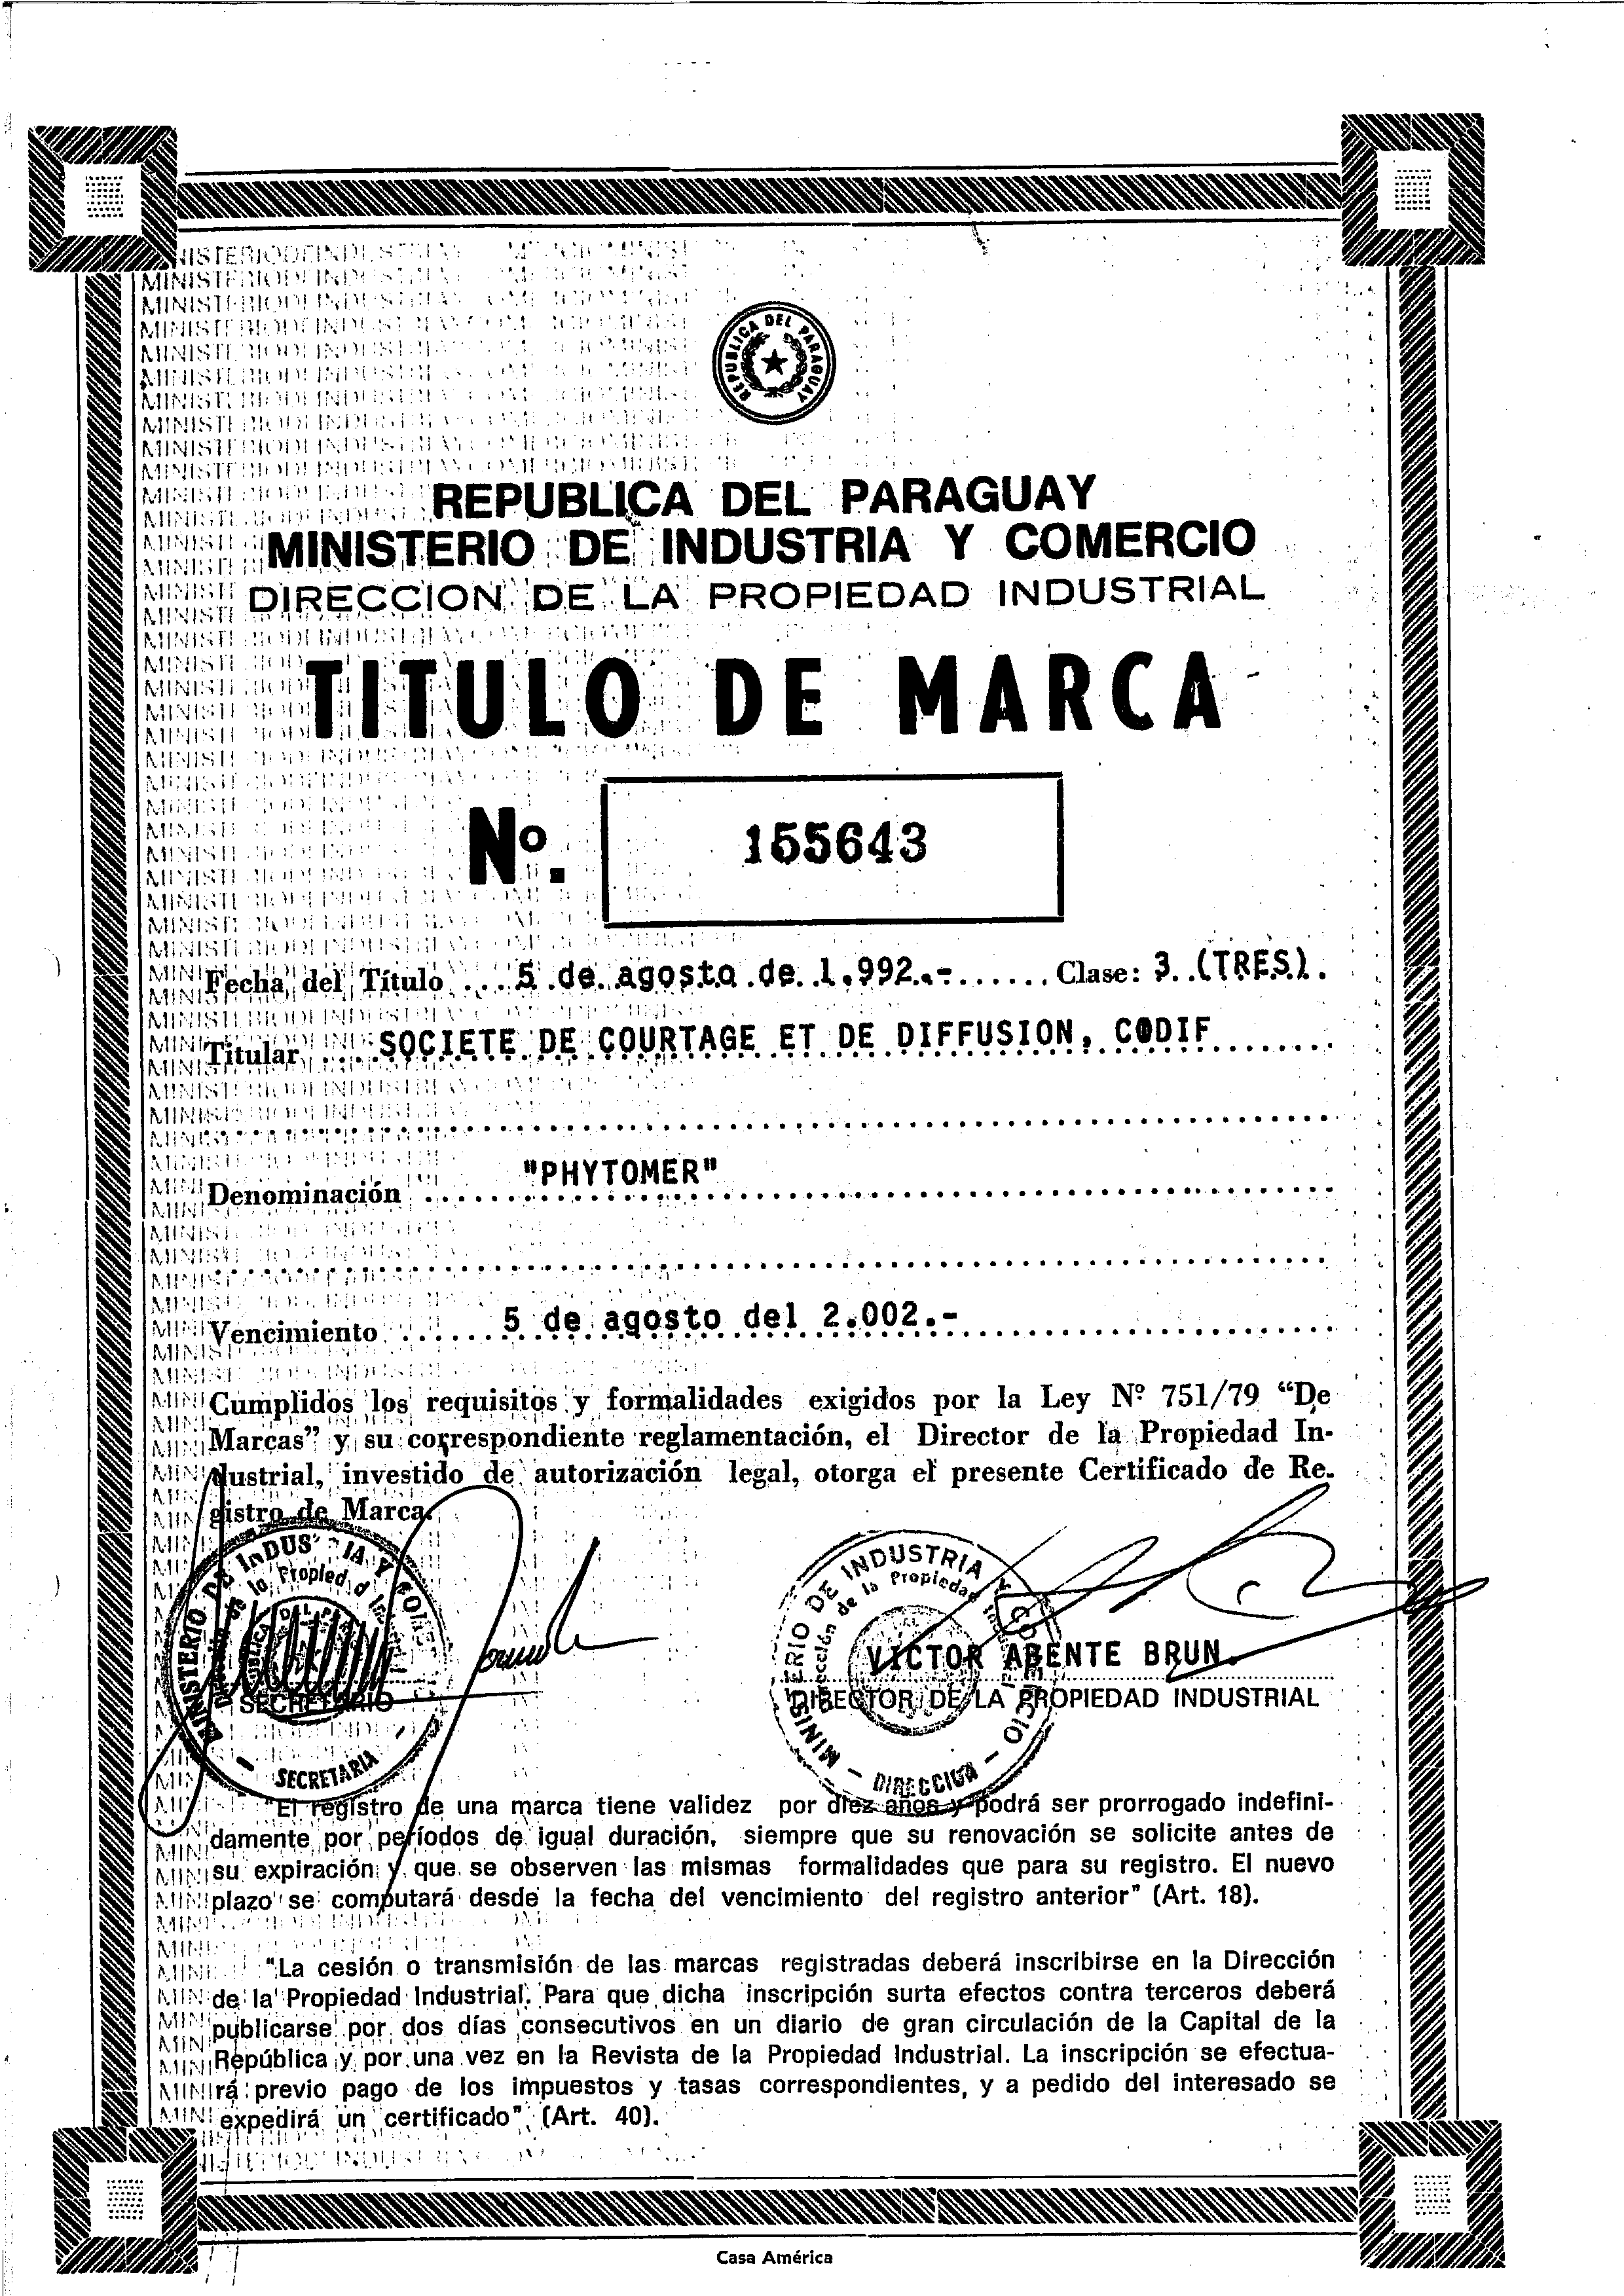 REPUBLICA DEL PARAGUAY
REPUBLICA DEL PARAGUAY
MINISTERIO DE INDUSTRIA Y COMERCIO
DIRECCION DE LA PROPIEDAD INDUSTRIAL
TITULO DE MARCA
Nº. 155643
Fecha del Título ... 5 de agosto de 1.992.- ...... Clase: 3. (TRES).
Titular .... SOCIETE DE COURTAGE ET DE DIFFUSION, CODIF ........
"PHYTOMER"
Denominación
5 de agosto del 2.002.-
Vencimiento
Cumplidos los requisitos y formalidades exigidos por la Ley Nº 751/79 “De
Marcas” y su correspondiente reglamentación, el Director de la Propiedad In-
dustrial, investido de autorización legal, otorga el presente Certificado de Re-
gistro de Marca.
MINISTERIO DE INDUSTRIA Y
de la Propiedad
SECRETARIO
SECRETARIA
MINISTERIO DE INDUSTRIA Y COMERCIO
Dirección de la Propiedad
VICTOR ABENTE BRUN.
DIRECTOR DE LA PROPIEDAD INDUSTRIAL
DIRECCION
"El registro de una marca tiene validez por diez años y podrá ser prorrogado indefini-
damente por períodos de igual duración, siempre que su renovación se solicite antes de
su expiración y que se observen las mismas formalidades que para su registro. El nuevo
plazo se computará desde la fecha del vencimiento del registro anterior" (Art. 18).
"La cesión o transmisión de las marcas registradas deberá inscribirse en la Dirección
de la Propiedad Industrial. Para que dicha inscripción surta efectos contra terceros deberá
publicarse por dos días consecutivos en un diario de gran circulación de la Capital de la
República y por una vez en la Revista de la Propiedad Industrial. La inscripción se efectua-
rá previo pago de los impuestos y tasas correspondientes, y a pedido del interesado se
expedirá un certificado". (Art. 40).
Casa América